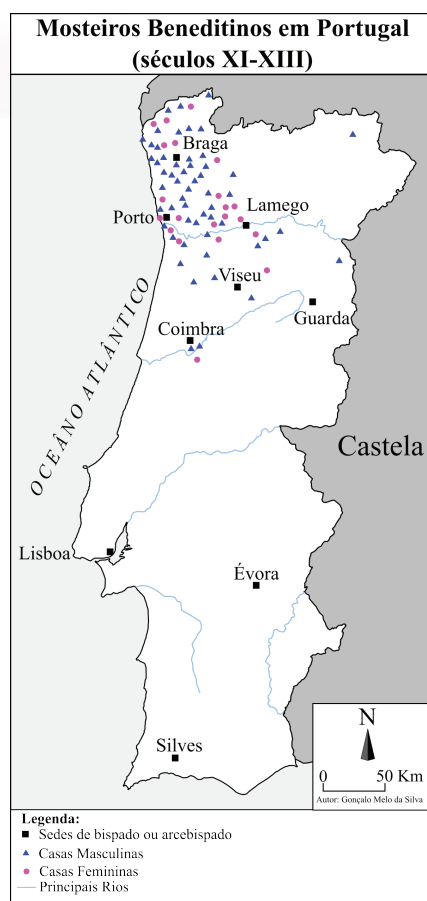 Mosteiros Beneditinos em Portugal
(séculos XI-XIII)
Braga
Porto
Lamego
Viseu
Guarda
Coimbra
OCEÂNO ATLÂNTICO
Castela
Lisboa
Évora
Silves
N
0 50 Km
Autor: Gonçalo Melo da Silva
Legenda:
Sedes de bispado ou arcebispado
Casas Masculinas
Casas Femininas
Principais Rios